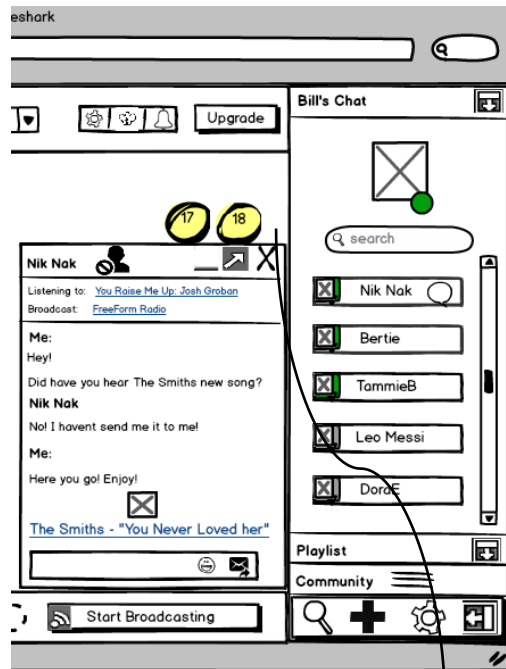 eshark
Bill's Chat
Upgrade
17
18
search
Nik Nak
Listening to: You Raise Me Up: Josh Groban
Broadcast: FreeForm Radio
Me:
Hey!
Did have you hear The Smiths new song?
Nik Nak
No! I havent send me it to me!
Me:
Here you go! Enjoy!
The Smiths - "You Never Loved her"
Start Broadcasting
Nik Nak
Bertie
TammieB
Leo Messi
DoraE
Playlist
Community